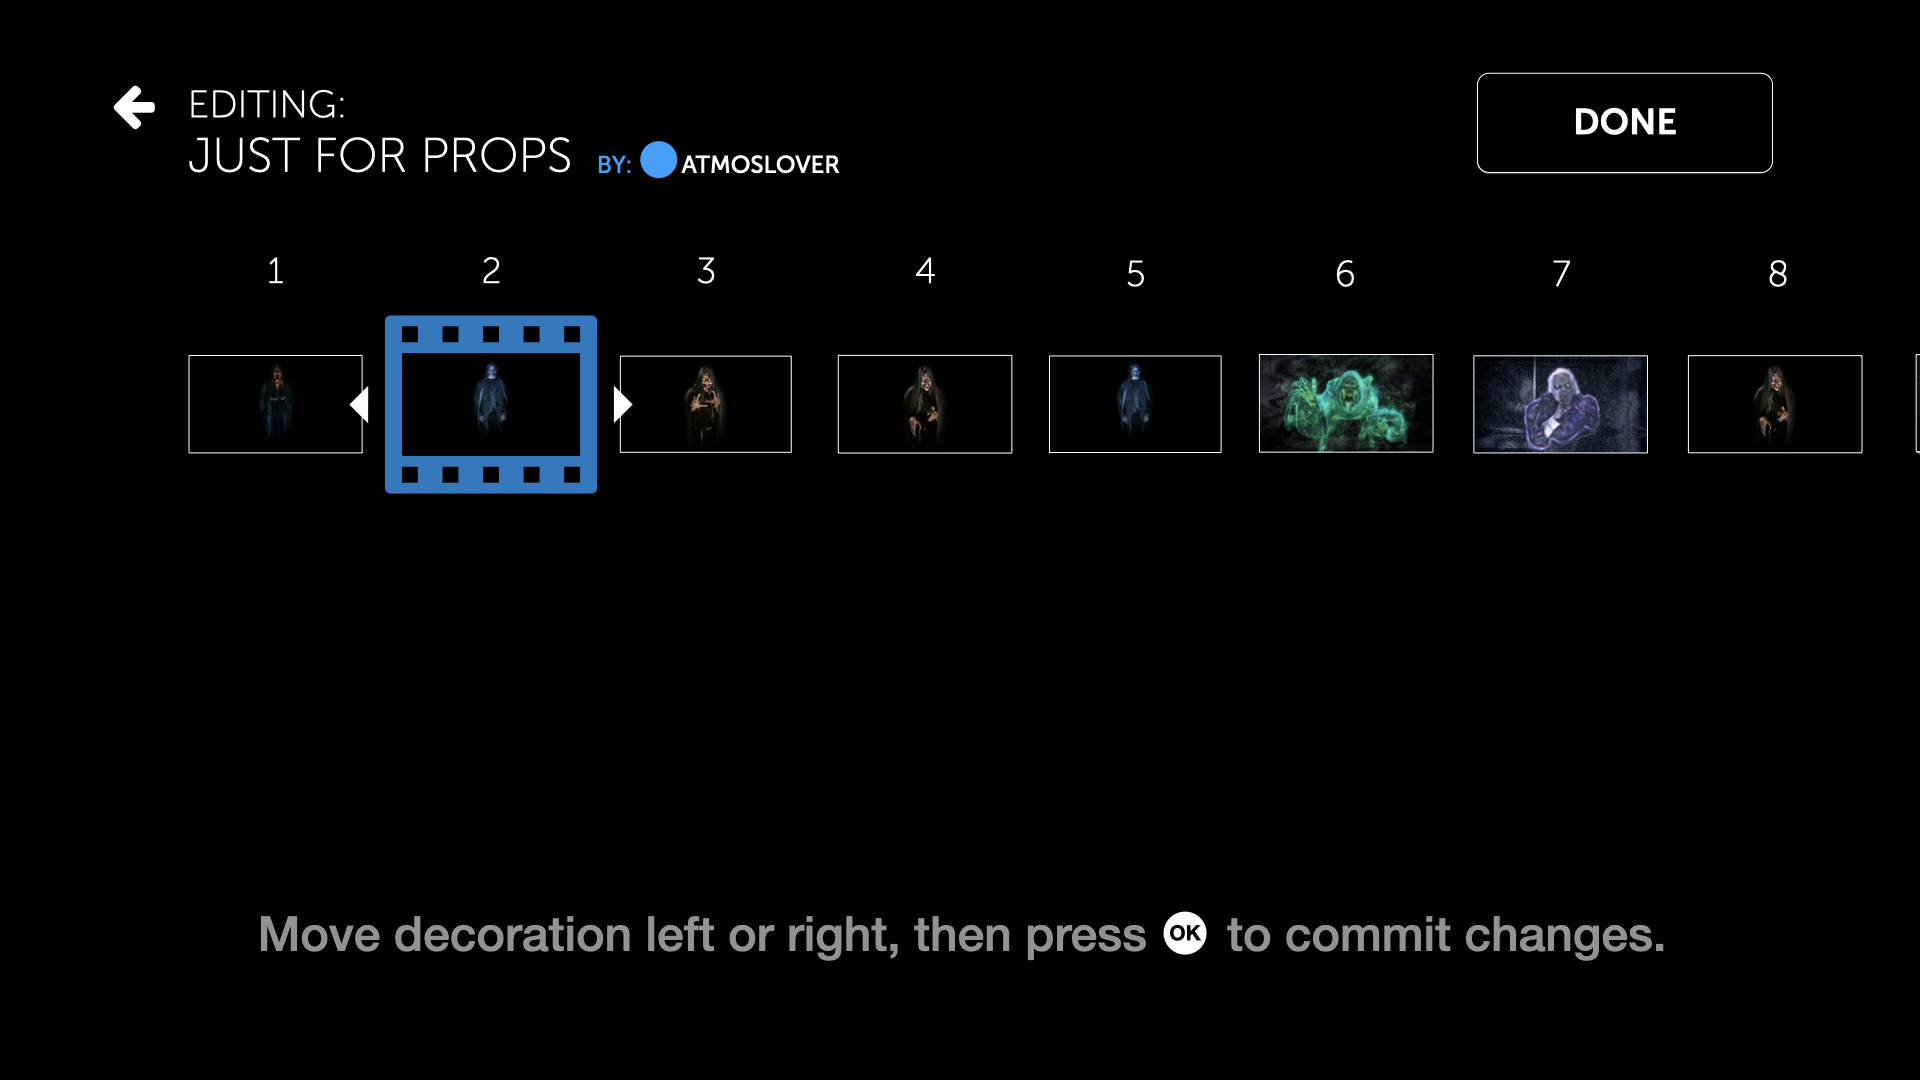 EDITING:
JUST FOR PROPS BY: ATMOSLOVER
DONE
1 2 3 4 5 6 7 8
Move decoration left or right, then press OK to commit changes.